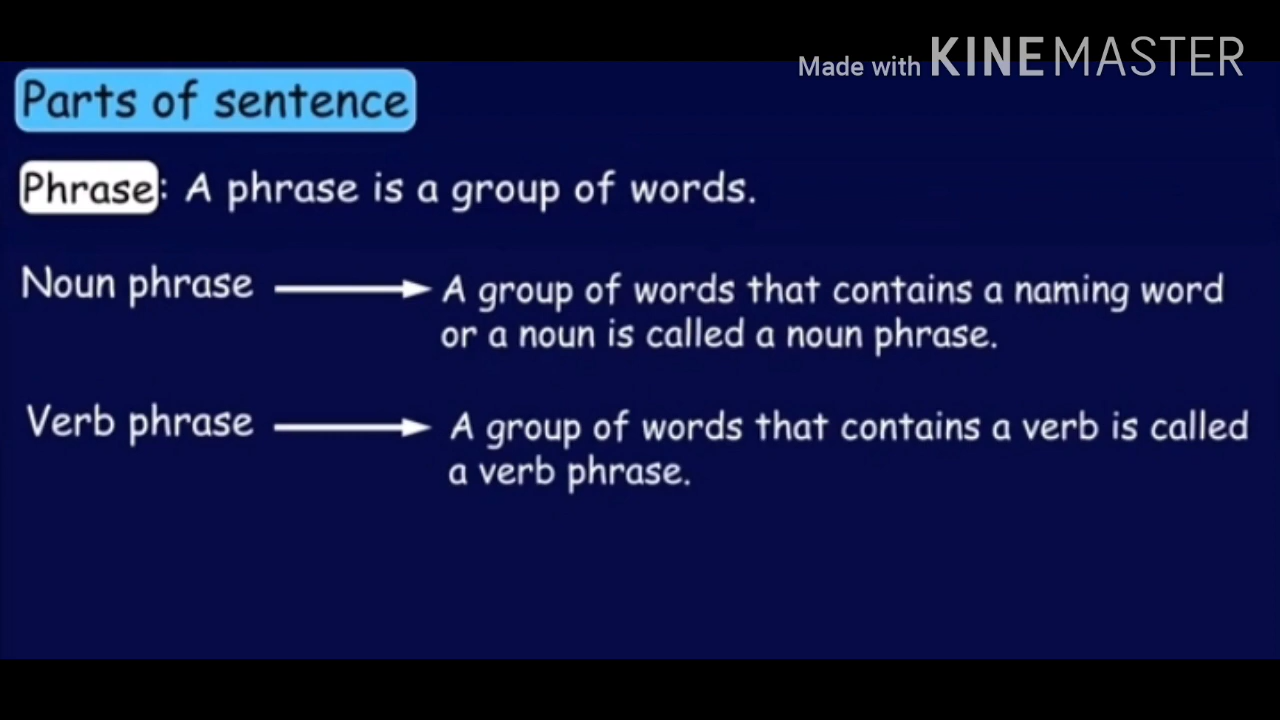 Made with KINEMASTER
Parts of sentence
Phrase: A phrase is a group of words.
Noun phrase A group of words that contains a naming word
or a noun is called a noun phrase.
Verb phrase A group of words that contains a verb is called
a verb phrase.